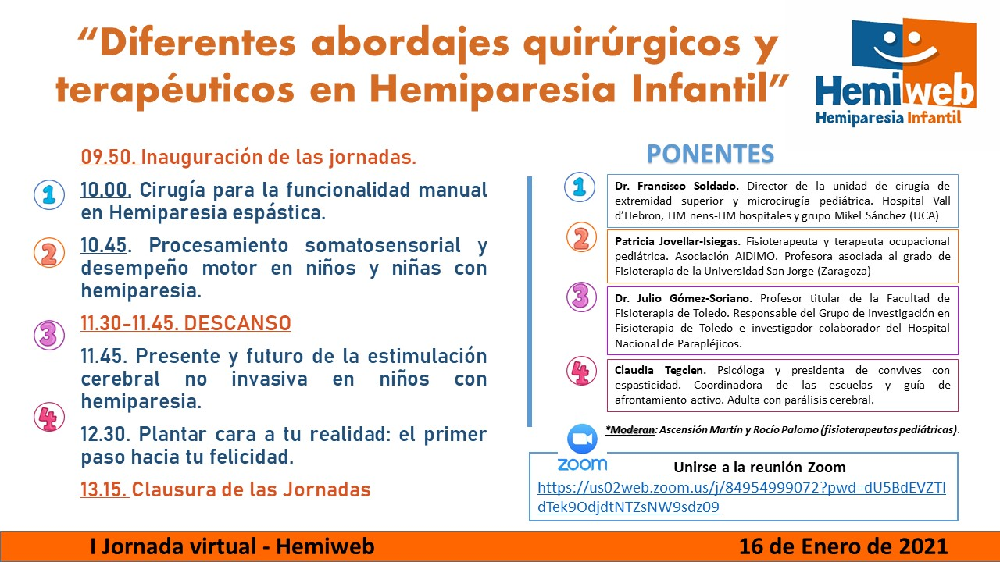 “Diferentes abordajes quirúrgicos y
terapéuticos en Hemiparesia Infantil”
Hemiweb
Hemiparesia Infantil
09.50. Inauguración de las jornadas.
1
10.00. Cirugía para la funcionalidad manual
en Hemiparesia espástica.
2
10.45. Procesamiento somatosensorial y
desempeño motor en niños y niñas con
hemiparesia.
11.30-11.45. DESCANSO
3
11.45. Presente y futuro de la estimulación
cerebral no invasiva en niños con
hemiparesia.
4
12.30. Plantar cara a tu realidad: el primer
paso hacia tu felicidad.
13.15. Clausura de las Jornadas
PONENTES
1
Dr. Francisco Soldado. Director de la unidad de cirugía de
extremidad superior y microcirugía pediátrica. Hospital Vall
d’Hebron, HM nens-HM hospitales y grupo Mikel Sánchez (UCA)
2
Patricia Jovellar-Isiegas. Fisioterapeuta y terapeuta ocupacional
pediátrica. Asociación AIDIMO. Profesora asociada al grado de
Fisioterapia de la Universidad San Jorge (Zaragoza)
3
Dr. Julio Gómez-Soriano. Profesor titular de la Facultad de
Fisioterapia de Toledo. Responsable del Grupo de Investigación en
Fisioterapia de Toledo e investigador colaborador del Hospital
Nacional de Parapléjicos.
4
Claudia Tegclen. Psicóloga y presidenta de convives con
espasticidad. Coordinadora de las escuelas y guía de
afrontamiento activo. Adulta con parálisis cerebral.
*Moderan: Ascensión Martín y Rocío Palomo (fisioterapeutas pediátricas).
zoom
Unirse a la reunión Zoom
https://us02web.zoom.us/j/84954999072?pwd=dU5BdEVZTl
dTek9OdjdtNTZsNW9sdz09
I Jornada virtual - Hemiweb
16 de Enero de 2021